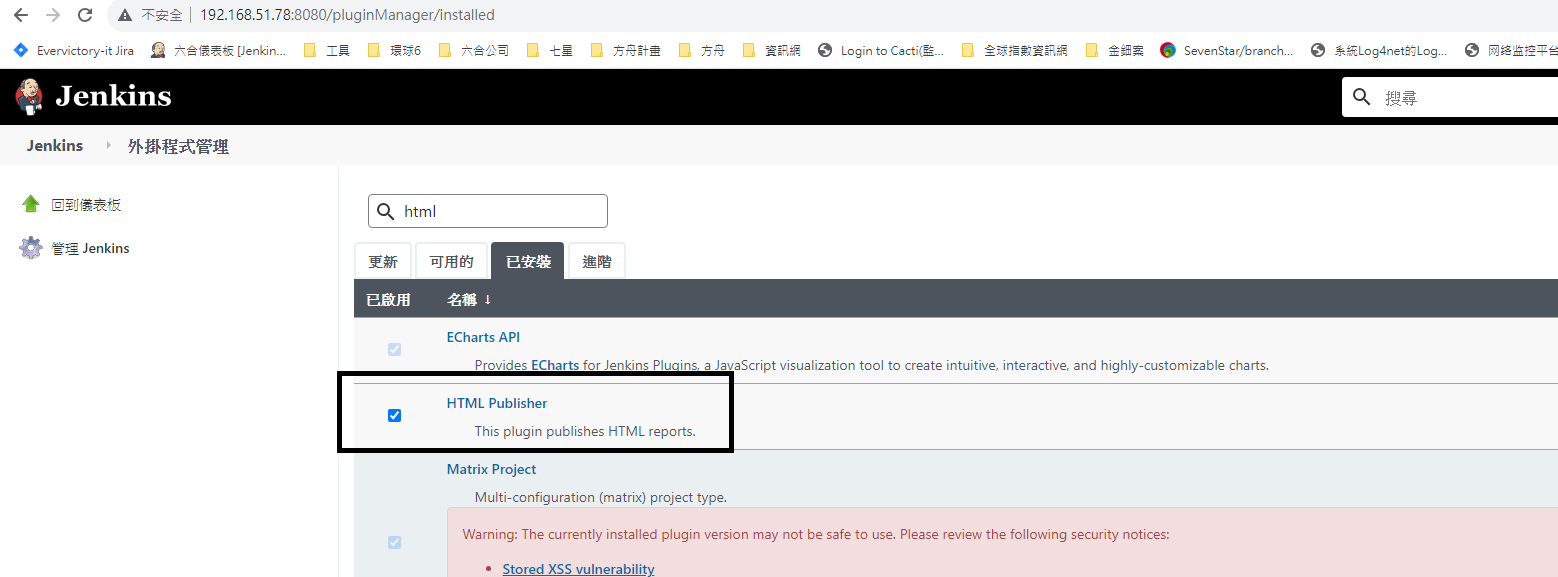 不安全 | 192.168.51.78:8080/pluginManager/installed
Evervictory-it Jira 六合儀表板 [Jenkin... 工具 環球6 六合公司 七星 方舟計畫 方舟 資訊網 Login to Cacti(監... 全球指數資訊網 金鈿案 SevenStar/branch... 系統Log4net的Log... 网络监控平台
Jenkins 搜尋
Jenkins 外掛程式管理
回到儀表板
管理 Jenkins
html
更新 可用的 已安裝 進階
已啟用 名稱 ↓
ECharts API
Provides ECharts for Jenkins Plugins, a JavaScript visualization tool to create intuitive, interactive, and highly-customizable charts.
HTML Publisher
This plugin publishes HTML reports.
Matrix Project
Multi-configuration (matrix) project type.
Warning: The currently installed plugin version may not be safe to use. Please review the following security notices:
• Stored XSS vulnerability